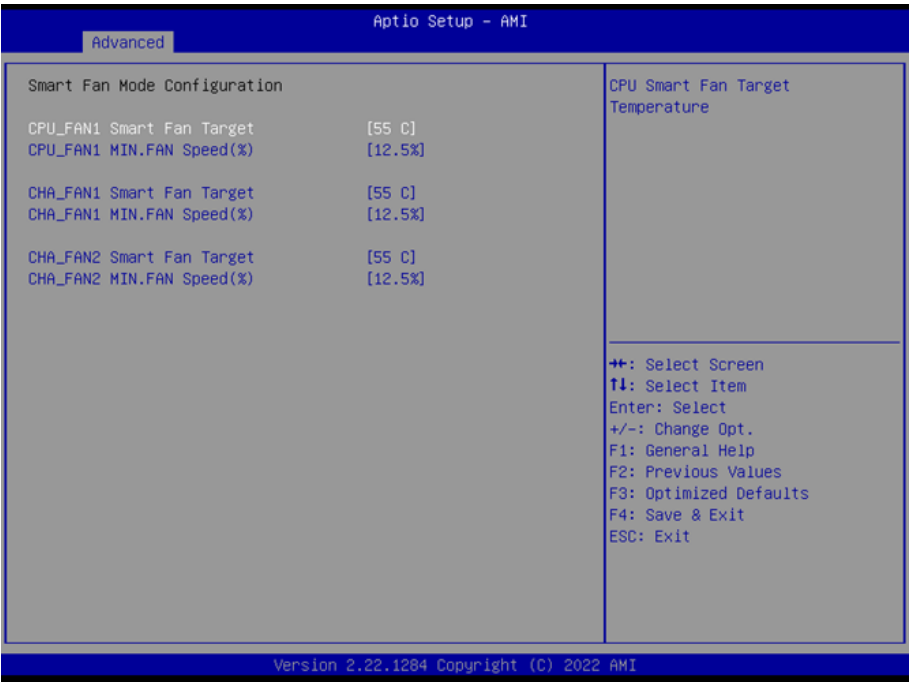 Aptio Setup - AMI
Advanced
Smart Fan Mode Configuration
CPU_FAN1 Smart Fan Target [55 C]
CPU_FAN1 MIN.FAN Speed(%) [12.5%]
CHA_FAN1 Smart Fan Target [55 C]
CHA_FAN1 MIN.FAN Speed(%) [12.5%]
CHA_FAN2 Smart Fan Target [55 C]
CHA_FAN2 MIN.FAN Speed(%) [12.5%]
CPU Smart Fan Target
Temperature
→←: Select Screen
↑↓: Select Item
Enter: Select
+/-: Change Opt.
F1: General Help
F2: Previous Values
F3: Optimized Defaults
F4: Save & Exit
ESC: Exit
Version 2.22.1284 Copyright (C) 2022 AMI